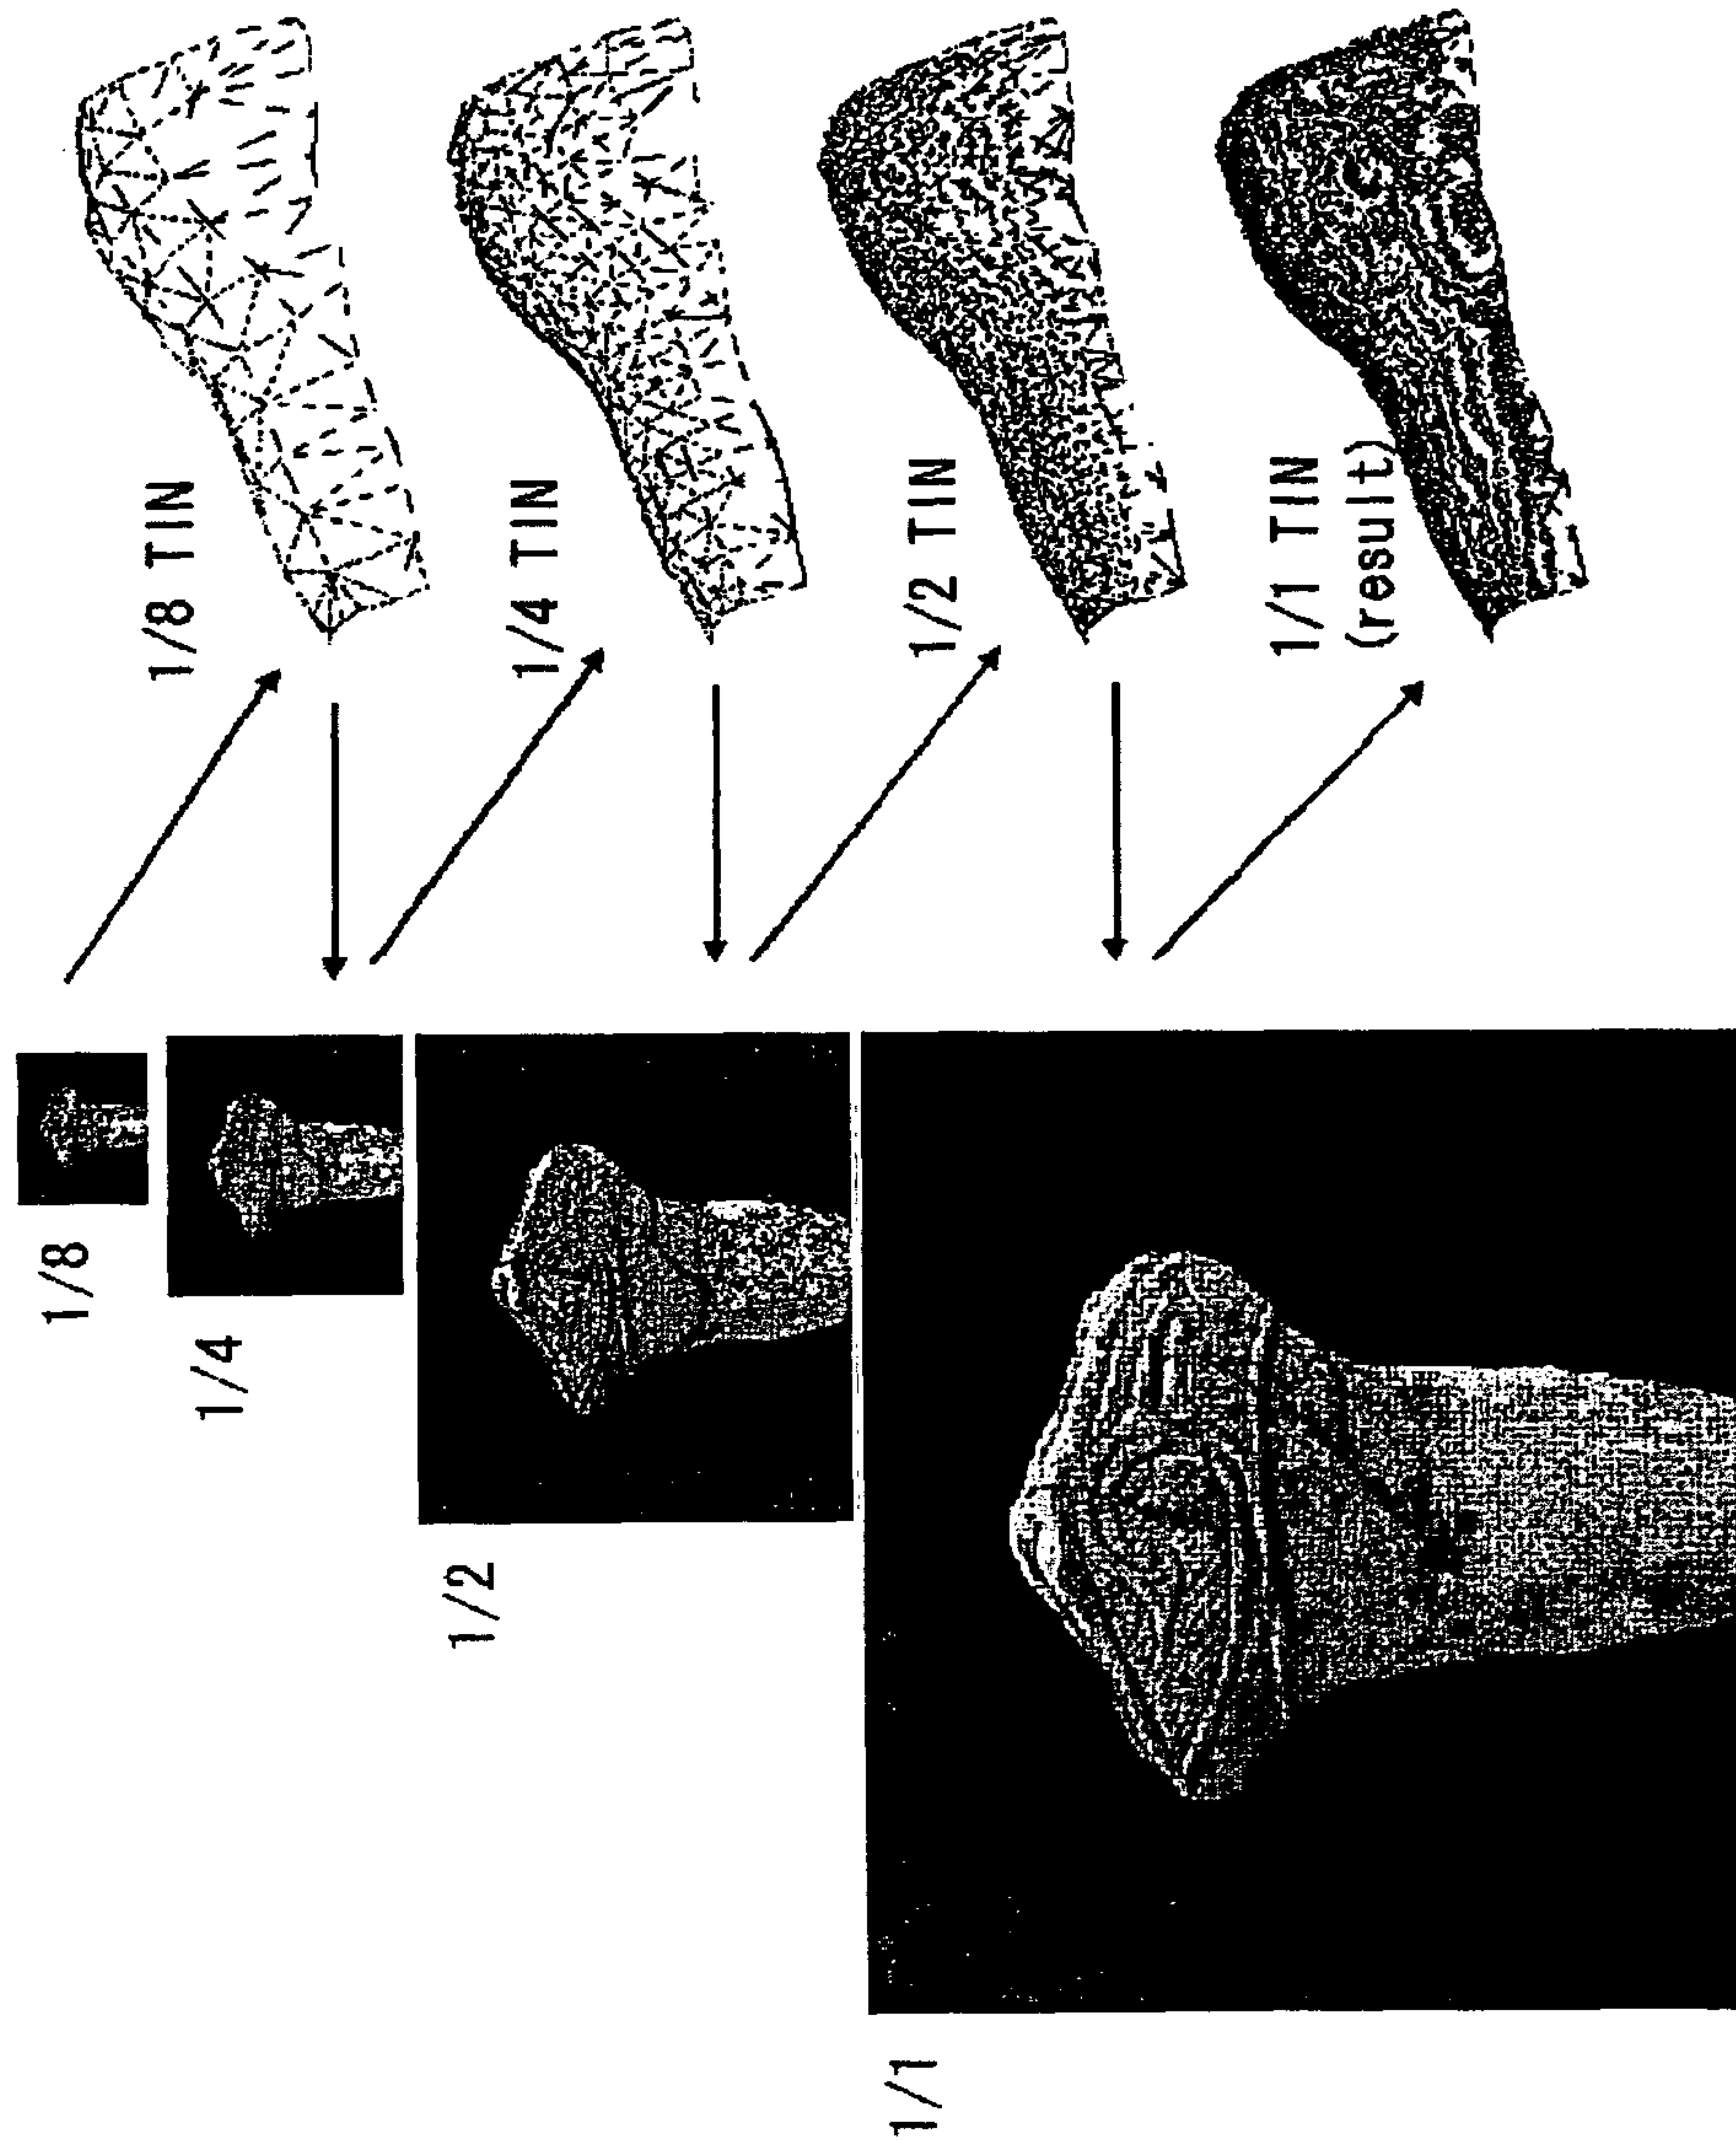 1/8
1/4
1/2
1/1
1/8 TIN
1/4 TIN
1/2 TIN
1/1 TIN
(result)